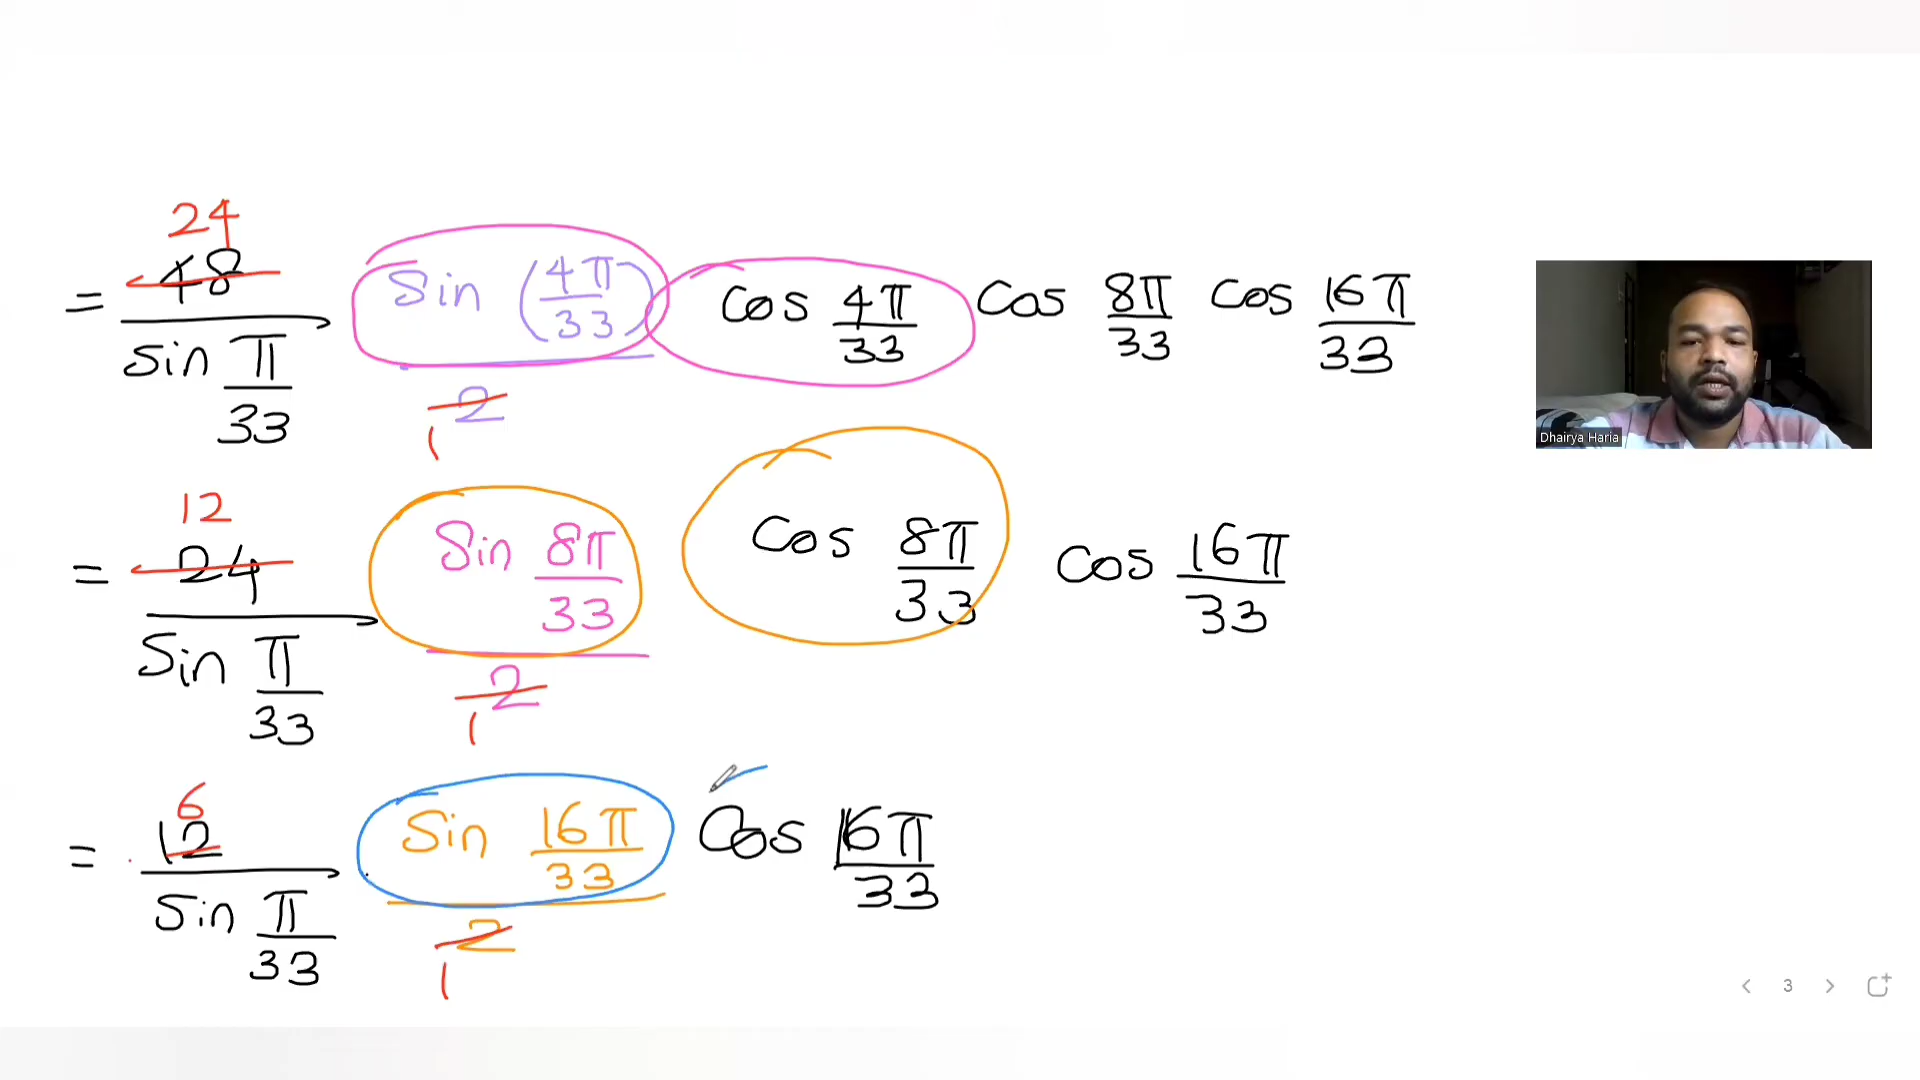 24
= 48/sin π/33 Sin (4π/33)/2 Cos 4π/33 Cos 8π/33 Cos 16π/33
1
12
= 24/Sin π/33 Sin 8π/33/2 Cos 8π/33 Cos 16π/33
1
6
= 12/Sin π/33 Sin 16π/33/2 Cos 16π/33
1
Dhairya Haria
3